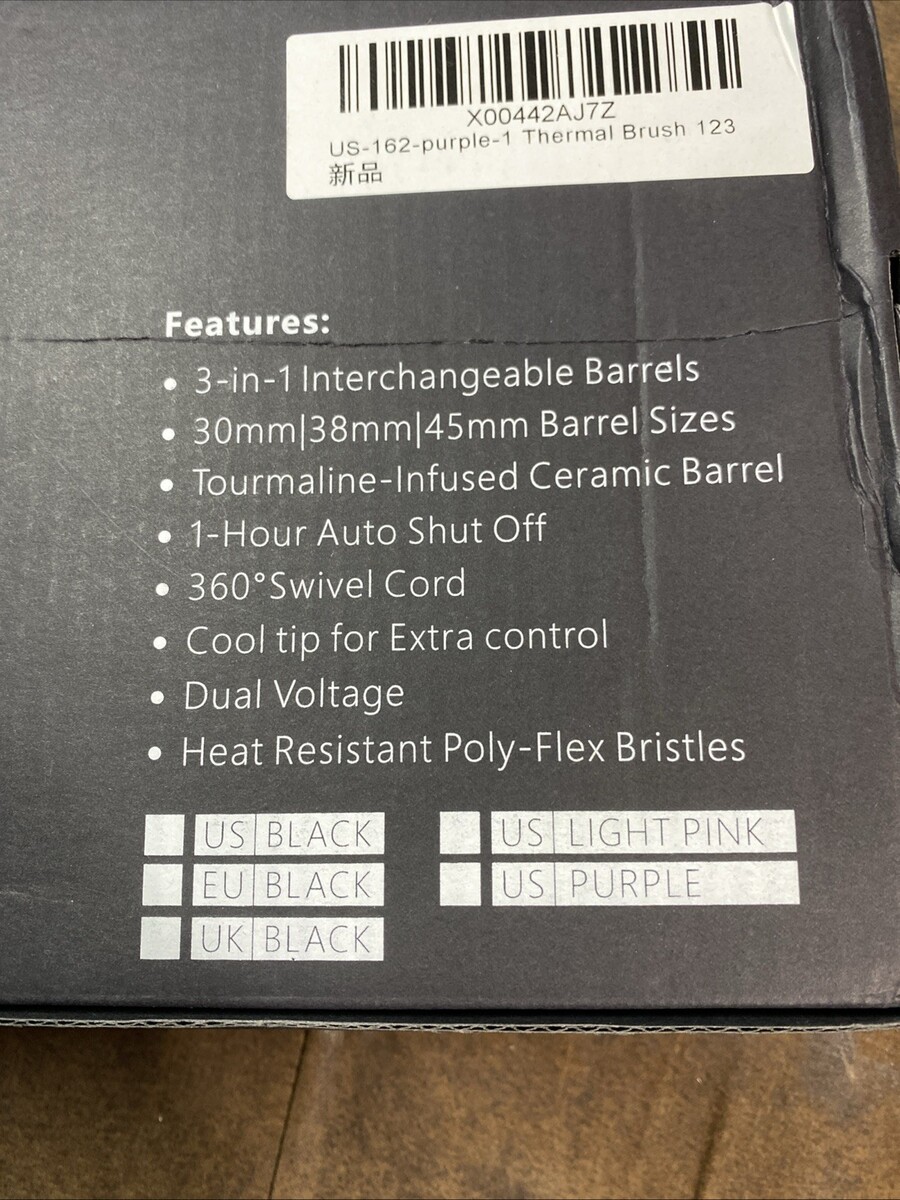 X00442AJ7Z
US-162-purple-1 Thermal Brush 123
新品
Features:
• 3-in-1 Interchangeable Barrels
• 30mm|38mm|45mm Barrel Sizes
• Tourmaline-Infused Ceramic Barrel
• 1-Hour Auto Shut Off
• 360°Swivel Cord
• Cool tip for Extra control
• Dual Voltage
• Heat Resistant Poly-Flex Bristles
US BLACK
US LIGHT PINK
EU BLACK
US PURPLE
UK BLACK